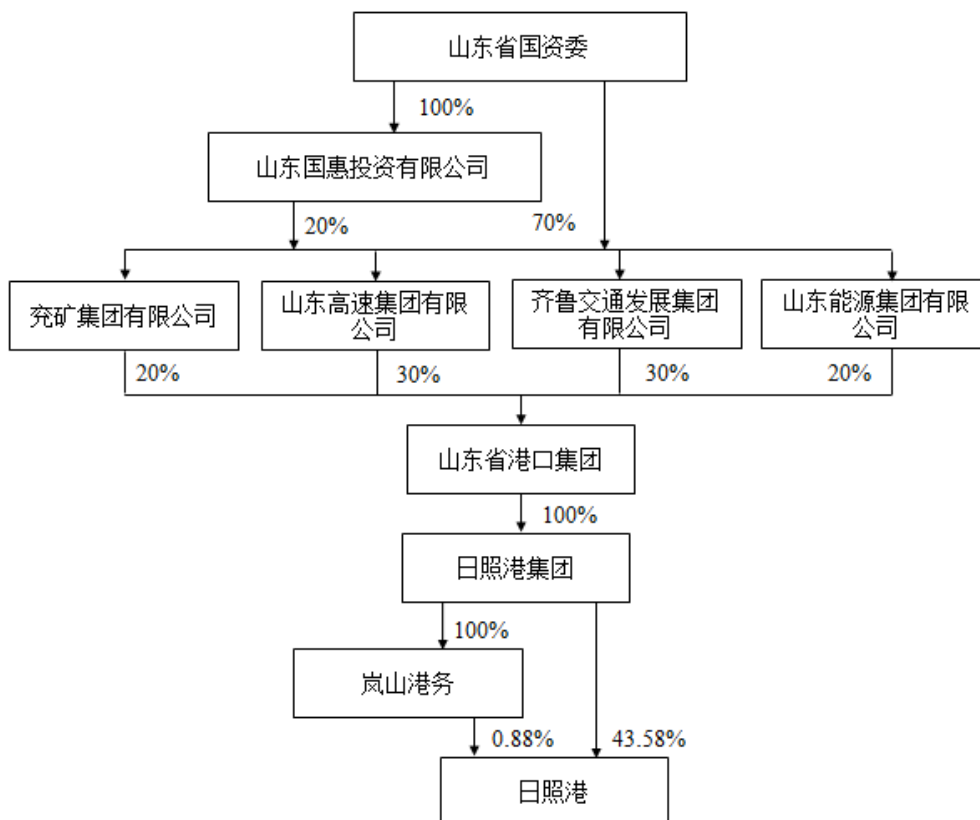 山东省国资委
100%
山东国惠投资有限公司
20%
70%
兖矿集团有限公司
山东高速集团有限
公司
齐鲁交通发展集团
有限公司
山东能源集团有限
公司
20%
30%
30%
20%
山东省港口集团
100%
日照港集团
100%
岚山港务
0.88%
43.58%
日照港